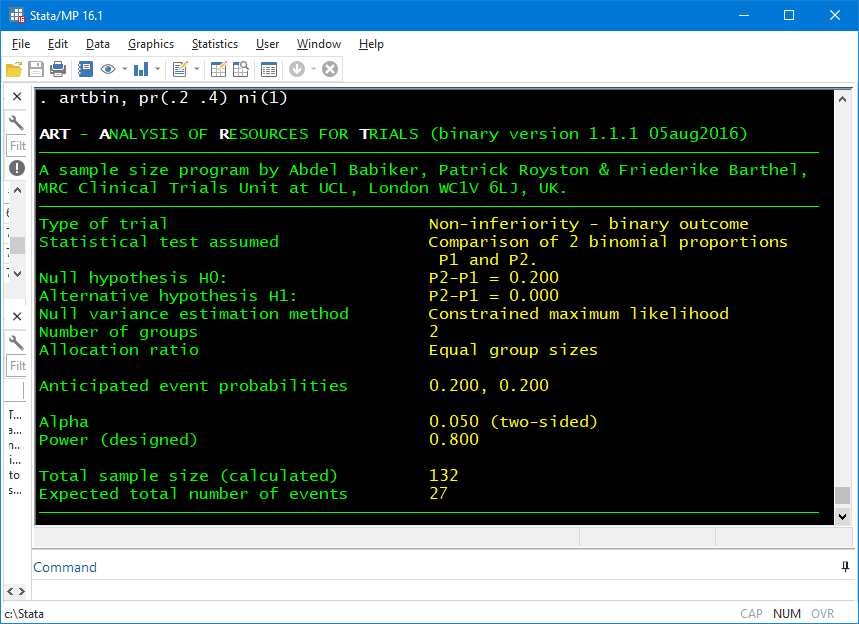 Stata/MP 16.1
File Edit Data Graphics Statistics User Window Help
. artbin, pr(.2 .4) ni(1)
ART - ANALYSIS OF RESOURCES FOR TRIALS (binary version 1.1.1 05aug2016)
A sample size program by Abdel Babiker, Patrick Royston & Friederike Barthel,
MRC Clinical Trials Unit at UCL, London WC1V 6LJ, UK.
Type of trial Non-inferiority - binary outcome
Statistical test assumed Comparison of 2 binomial proportions
P1 and P2.
Null hypothesis H0: P2-P1 = 0.200
Alternative hypothesis H1: P2-P1 = 0.000
Null variance estimation method Constrained maximum likelihood
Number of groups 2
Allocation ratio Equal group sizes
Anticipated event probabilities 0.200, 0.200
Alpha 0.050 (two-sided)
Power (designed) 0.800
Total sample size (calculated) 132
Expected total number of events 27
Filt
Filt
T...
a...
n..
i...
to
s...
Command
c:\Stata
CAP NUM OVR